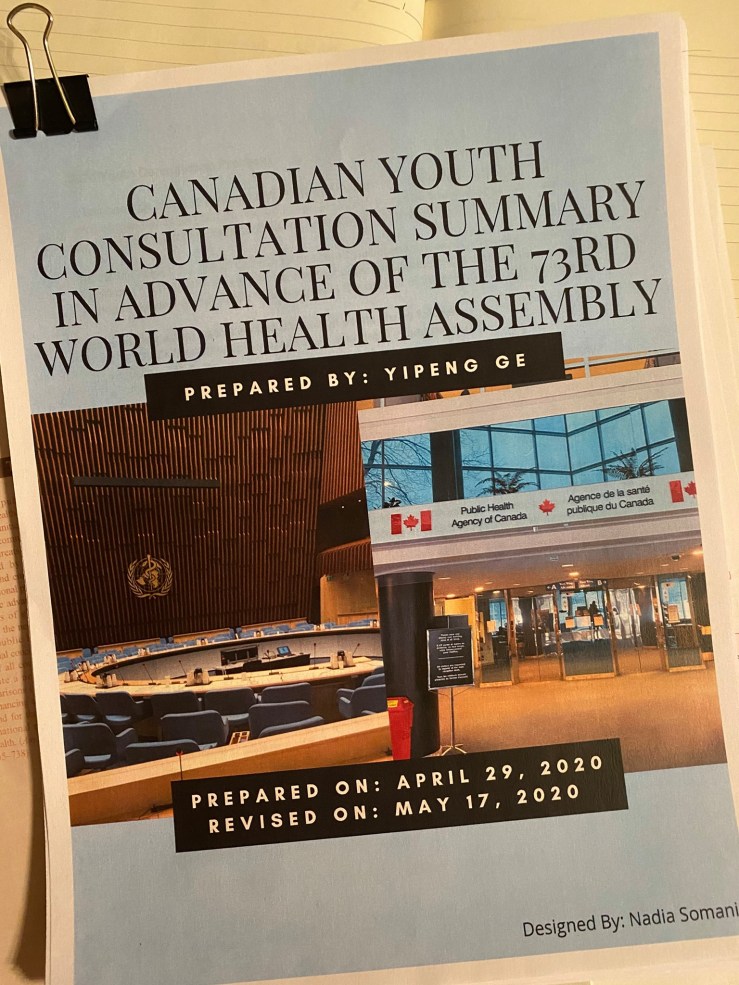 CANADIAN YOUTH
CONSULTATION SUMMARY
IN ADVANCE OF THE 73RD
WORLD HEALTH ASSEMBLY
PREPARED BY: YIPENG GE
Public Health
Agency of Canada
Agence de la santé
publique du Canada
PREPARED ON: APRIL 29, 2020
REVISED ON: MAY 17, 2020
Designed By: Nadia Somani